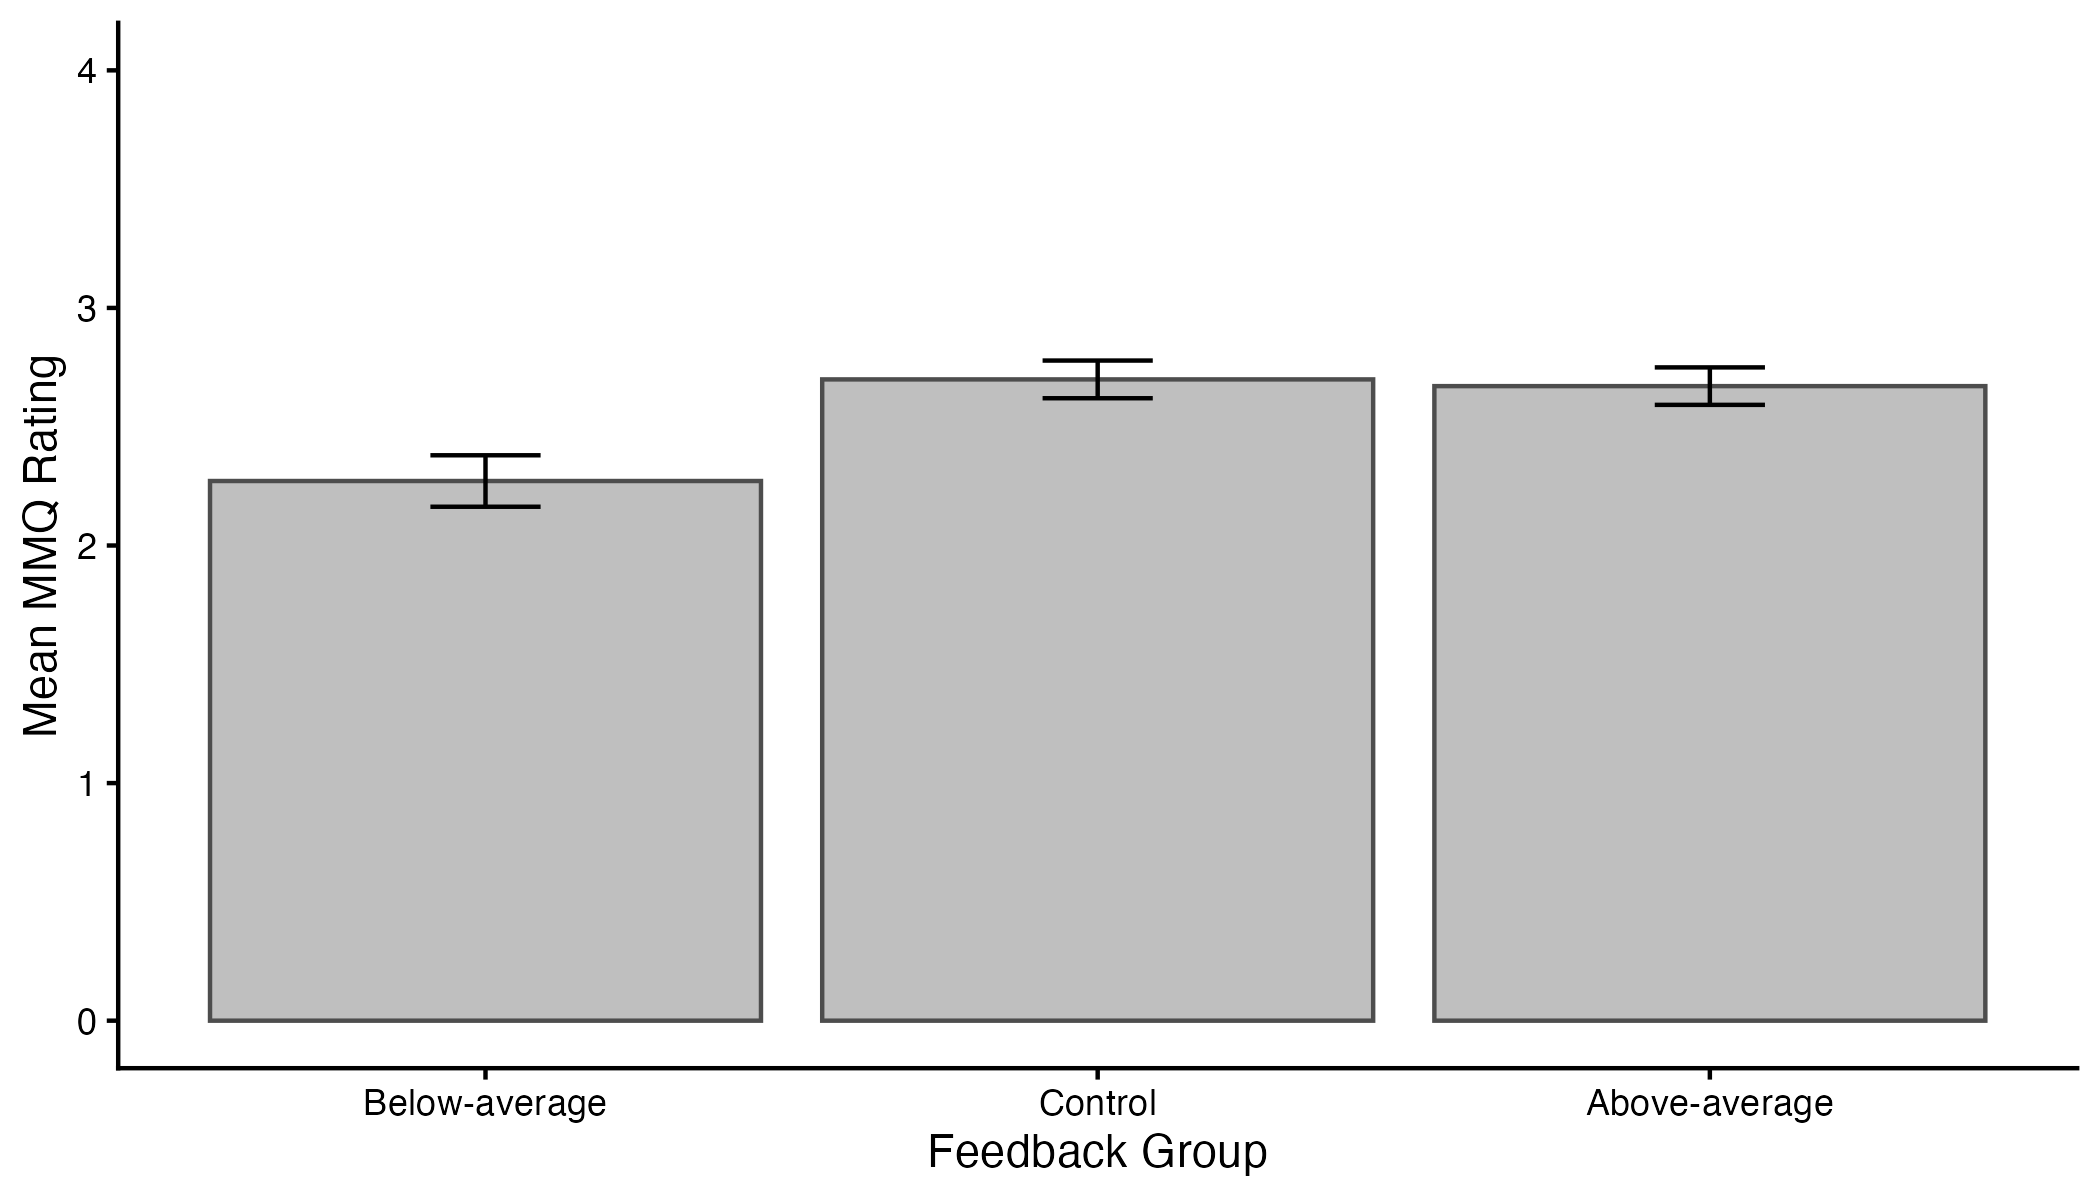 4
3
2
1
0
Mean MMQ Rating
Below-average
Control
Above-average
Feedback Group